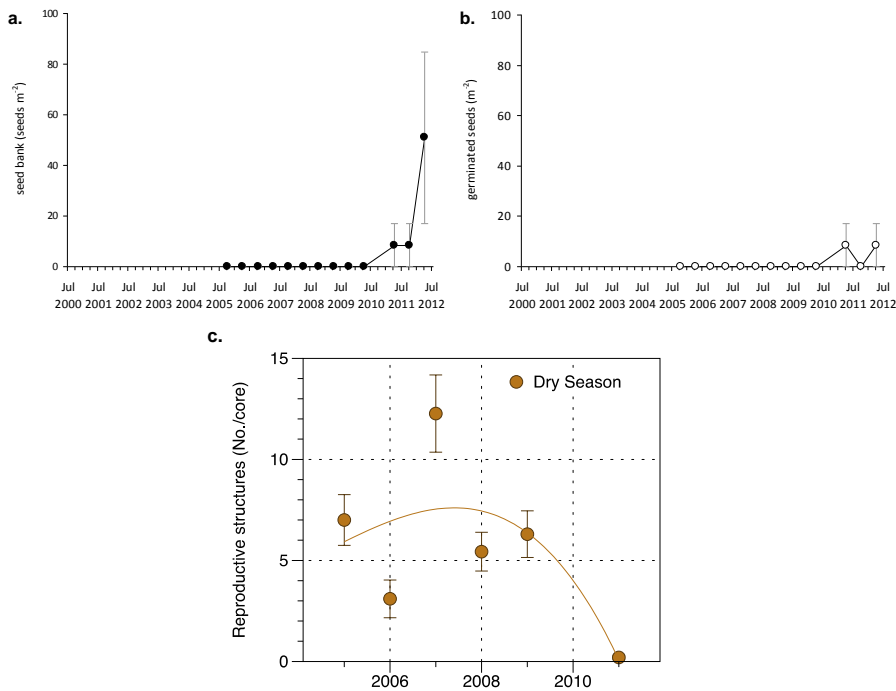 a.
100
80
60
40
20
0
seed bank (seeds m⁻²)
Jul Jul Jul Jul Jul Jul Jul Jul Jul Jul Jul Jul Jul
2000 2001 2002 2003 2004 2005 2006 2007 2008 2009 2010 2011 2012
b.
100
80
60
40
20
0
germinated seeds (m⁻²)
Jul Jul Jul Jul Jul Jul Jul Jul Jul Jul Jul Jul Jul
2000 2001 2002 2003 2004 2005 2006 2007 2008 2009 2010 2011 2012
c.
15
10
5
0
Reproductive structures (No./core)
Dry Season
2006 2008 2010